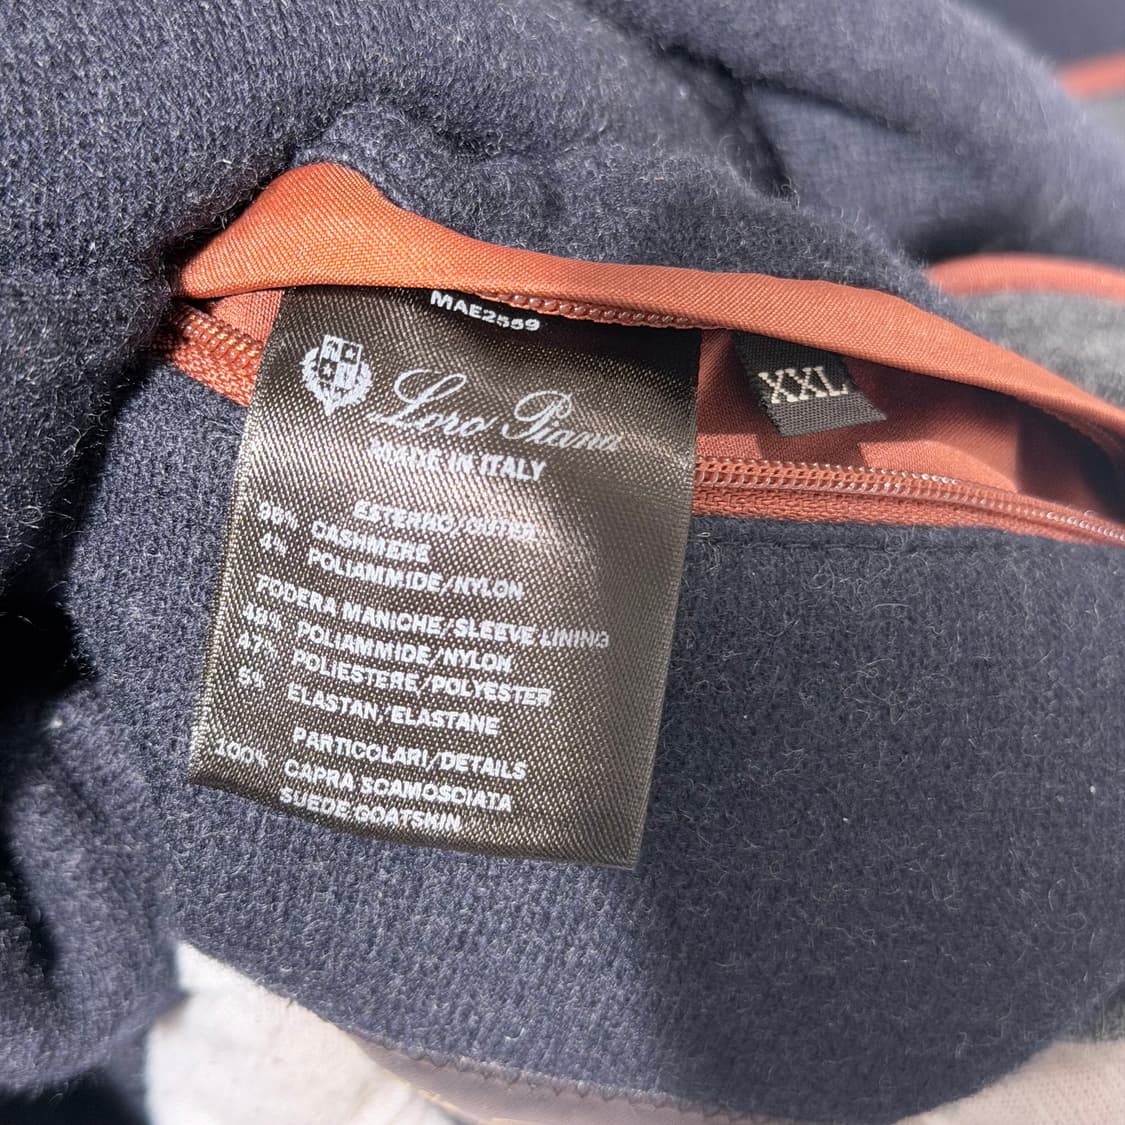 MAE2559
Loro Piana
MADE IN ITALY
XXL
ESTERNO/OUTER
96% CASHMERE
4% POLIAMMIDE/NYLON
FODERA MANICHE/SLEEVE LINING
48% POLIAMMIDE/NYLON
47% POLIESTERE/POLYESTER
5% ELASTAN/ELASTANE
PARTICOLARI/DETAILS
100% CAPRA SCAMOSCIATA
SUEDE GOATSKIN